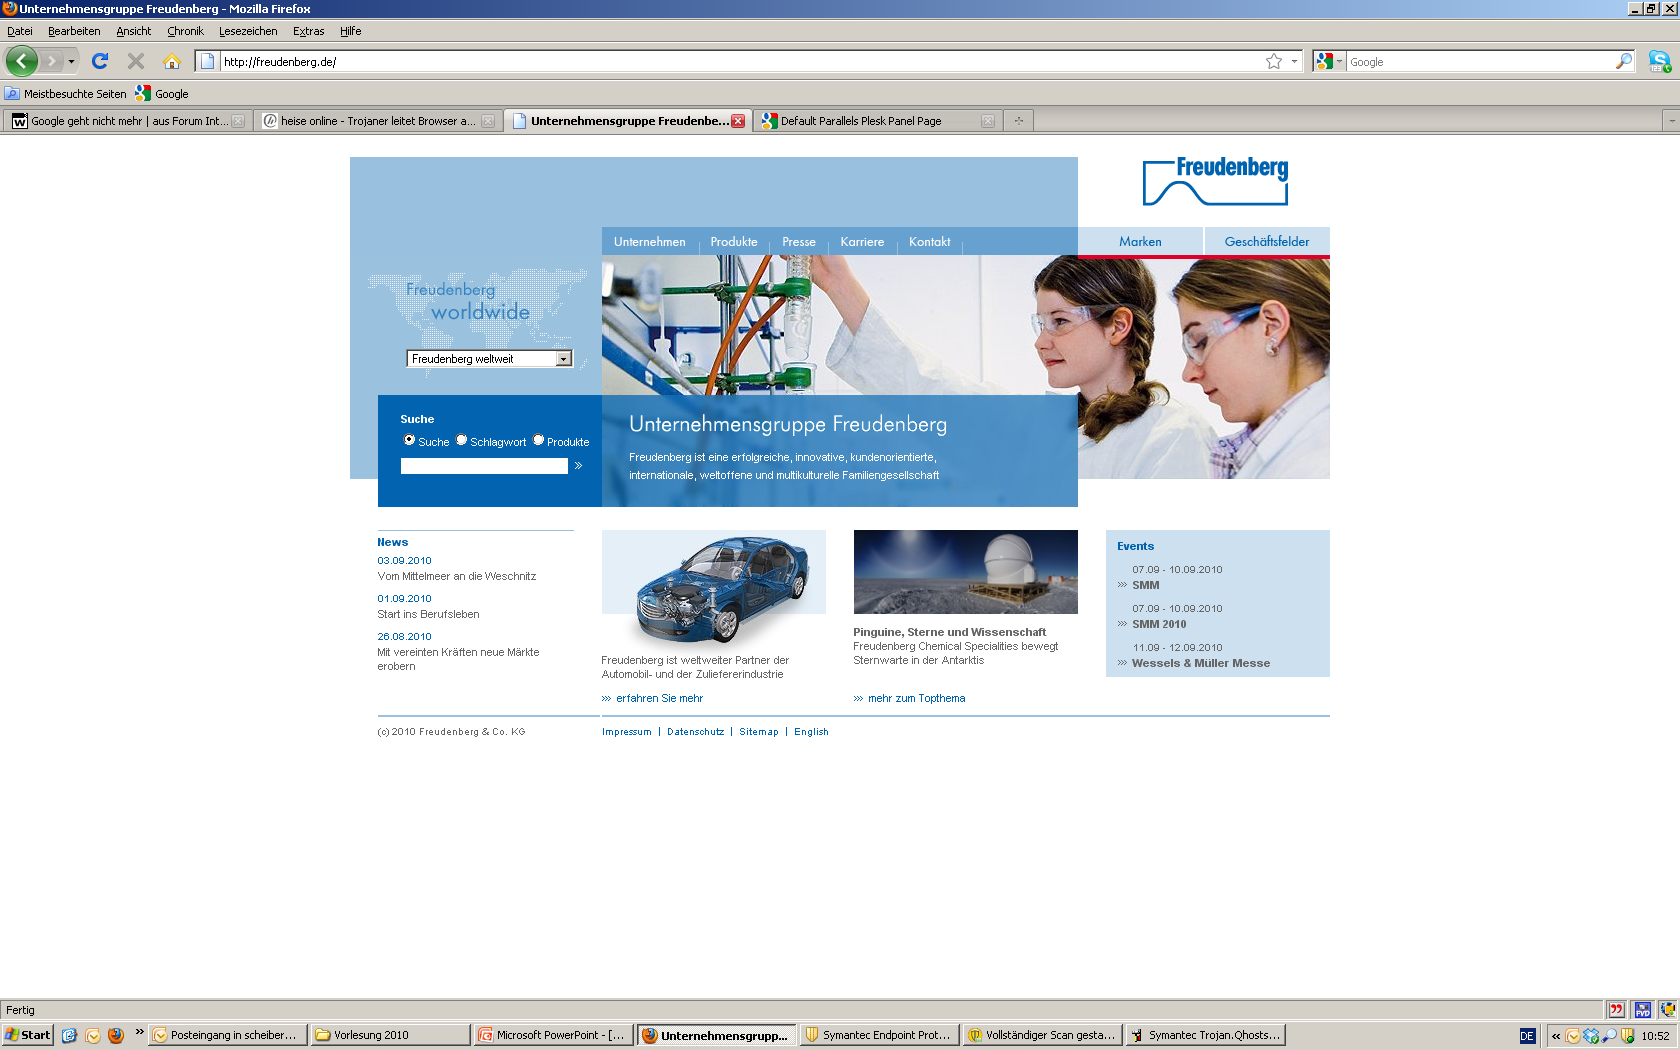 Unternehmensgruppe Freudenberg - Mozilla Firefox
Datei Bearbeiten Ansicht Chronik Lesezeichen Extras Hilfe
http://freudenberg.de/
Google
Meistbesuchte Seiten Google
Google geht nicht mehr | aus Forum Int...
heise online - Trojaner leitet Browser a...
Unternehmensgruppe Freudenbe...
Default Parallels Plesk Panel Page
Freudenberg
Unternehmen Produkte Presse Karriere Kontakt
Marken Geschäftsfelder
Freudenberg
worldwide
Freudenberg weltweit
Suche
Suche Schlagwort Produkte
Unternehmensgruppe Freudenberg
Freudenberg ist eine erfolgreiche, innovative, kundenorientierte,
internationale, weltoffene und multikulturelle Familiengesellschaft
News
03.09.2010
Vom Mittelmeer an die Weschnitz
01.09.2010
Start ins Berufsleben
26.08.2010
Mit vereinten Kräften neue Märkte
erobern
Freudenberg ist weltweiter Partner der
Automobil- und der Zuliefererindustrie
››› erfahren Sie mehr
Pinguine, Sterne und Wissenschaft
Freudenberg Chemical Specialities bewegt
Sternwarte in der Antarktis
››› mehr zum Topthema
Events
07.09 - 10.09.2010
››› SMM
07.09 - 10.09.2010
››› SMM 2010
11.09 - 12.09.2010
››› Wessels & Müller Messe
(c) 2010 Freudenberg & Co. KG
Impressum | Datenschutz | Sitemap | English
Fertig
FVD
Start
Posteingang in scheiber...
Vorlesung 2010
Microsoft PowerPoint - [...
Unternehmensgrupp...
Symantec Endpoint Prot...
Vollständiger Scan gesta...
Symantec Trojan.Qhosts...
DE
10:52